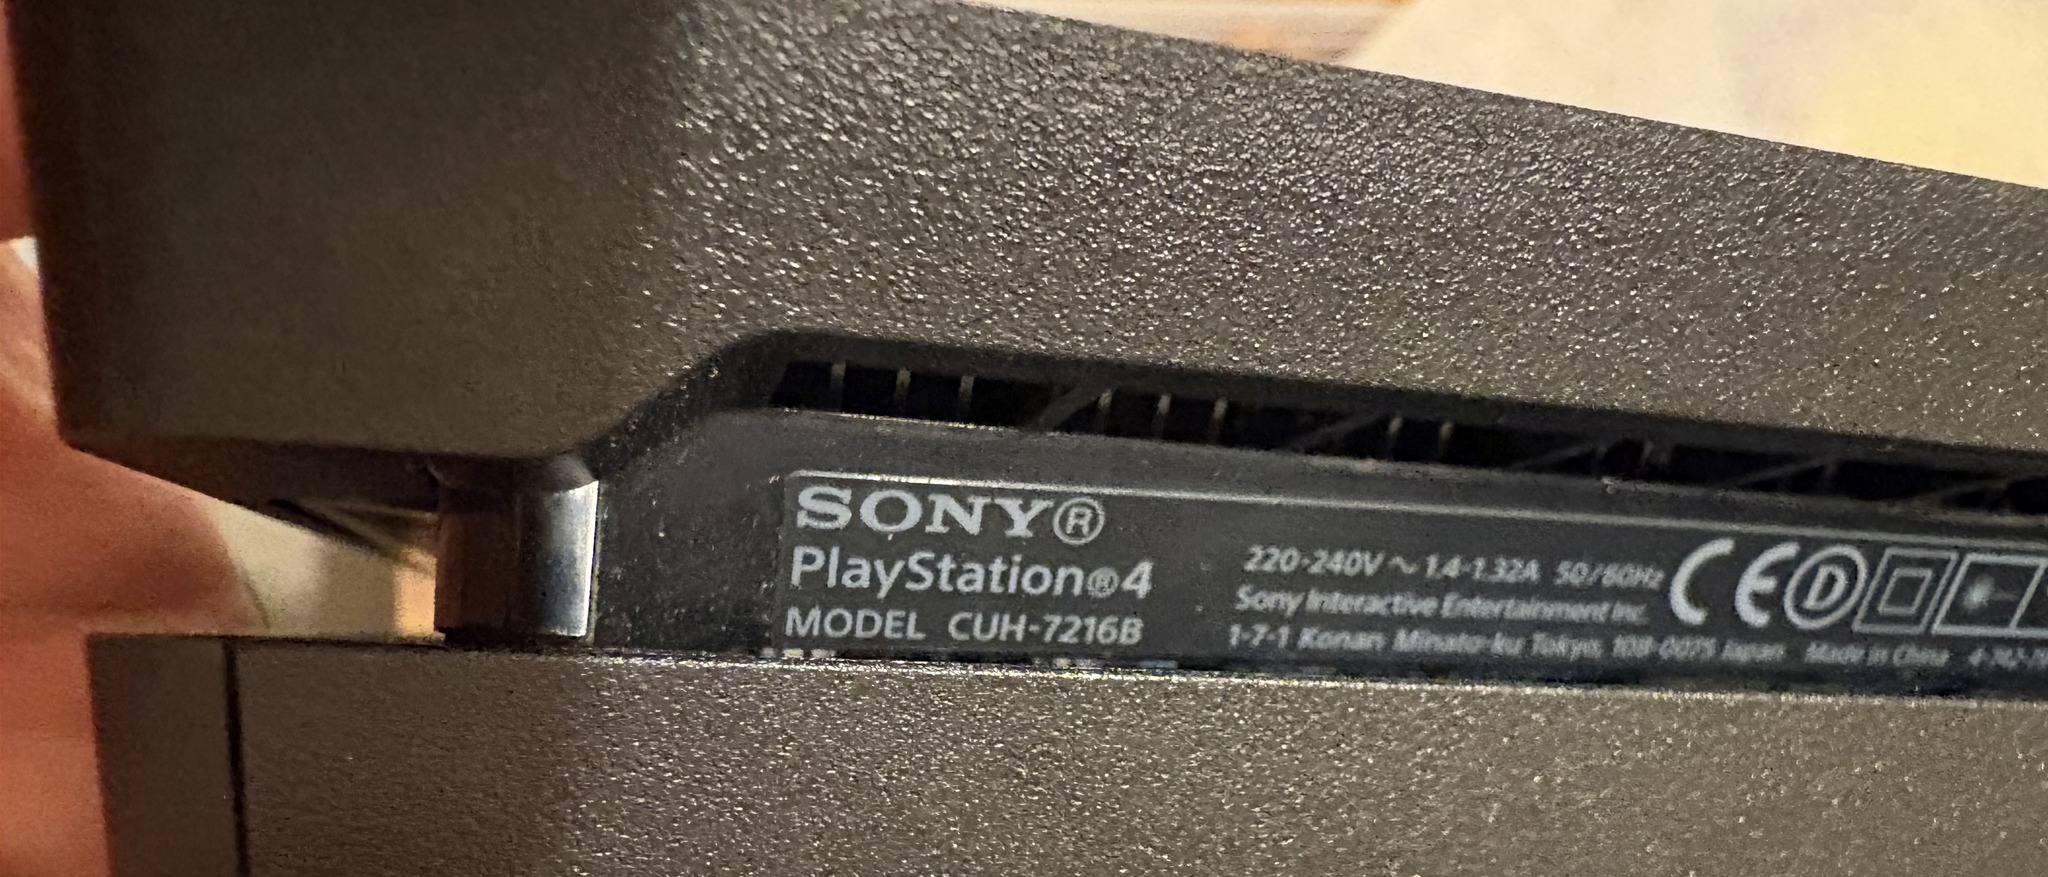 SONY®
PlayStation®4
MODEL CUH-7216B
220-240V ~ 1.4-1.32A 50/60Hz
Sony Interactive Entertainment Inc.
1-7-1 Konan Minato-ku Tokyo, 108-0075 Japan Made in China
CE D